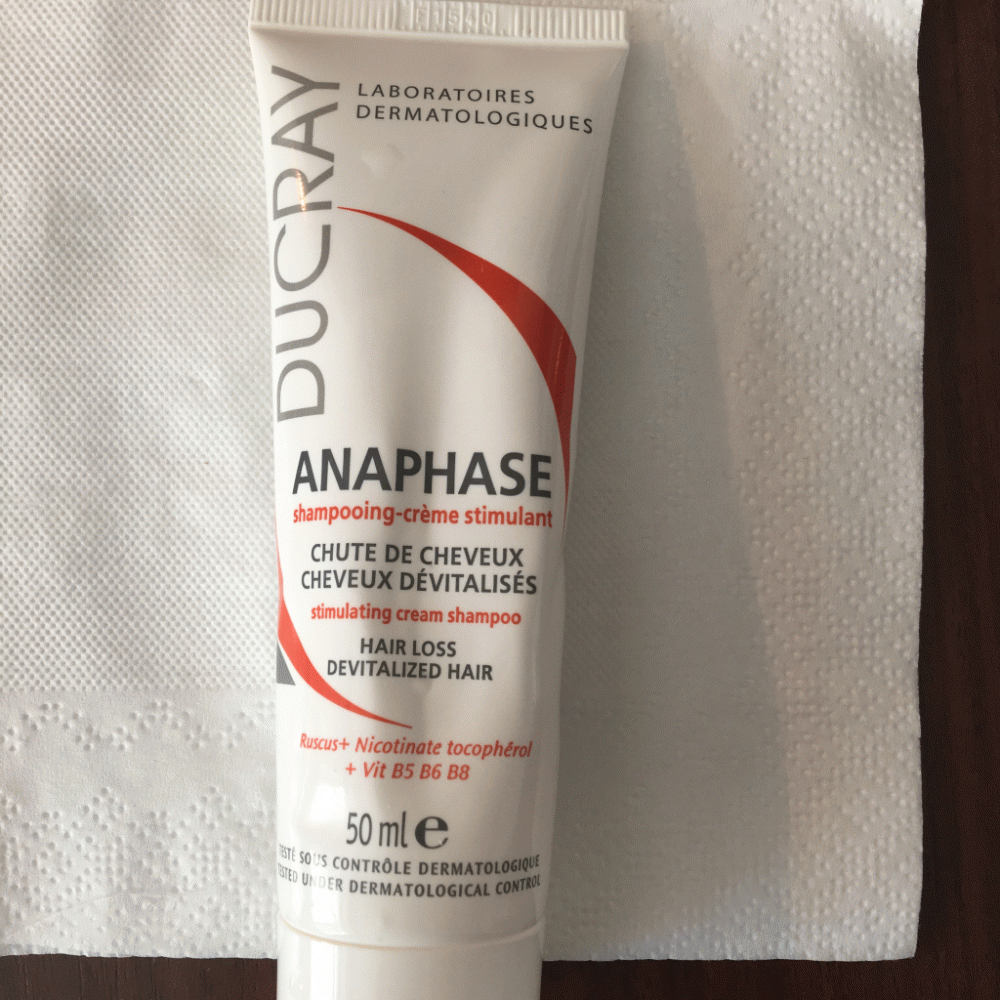 F1540
LABORATOIRES
DERMATOLOGIQUES
DUCRAY
ANAPHASE
shampooing-crème stimulant
CHUTE DE CHEVEUX
CHEVEUX DÉVITALISÉS
stimulating cream shampoo
HAIR LOSS
DEVITALIZED HAIR
Ruscus+ Nicotinate tocophérol
+ Vit B5 B6 B8
50 ml e
TESTÉ SOUS CONTRÔLE DERMATOLOGIQUE
TESTED UNDER DERMATOLOGICAL CONTROL